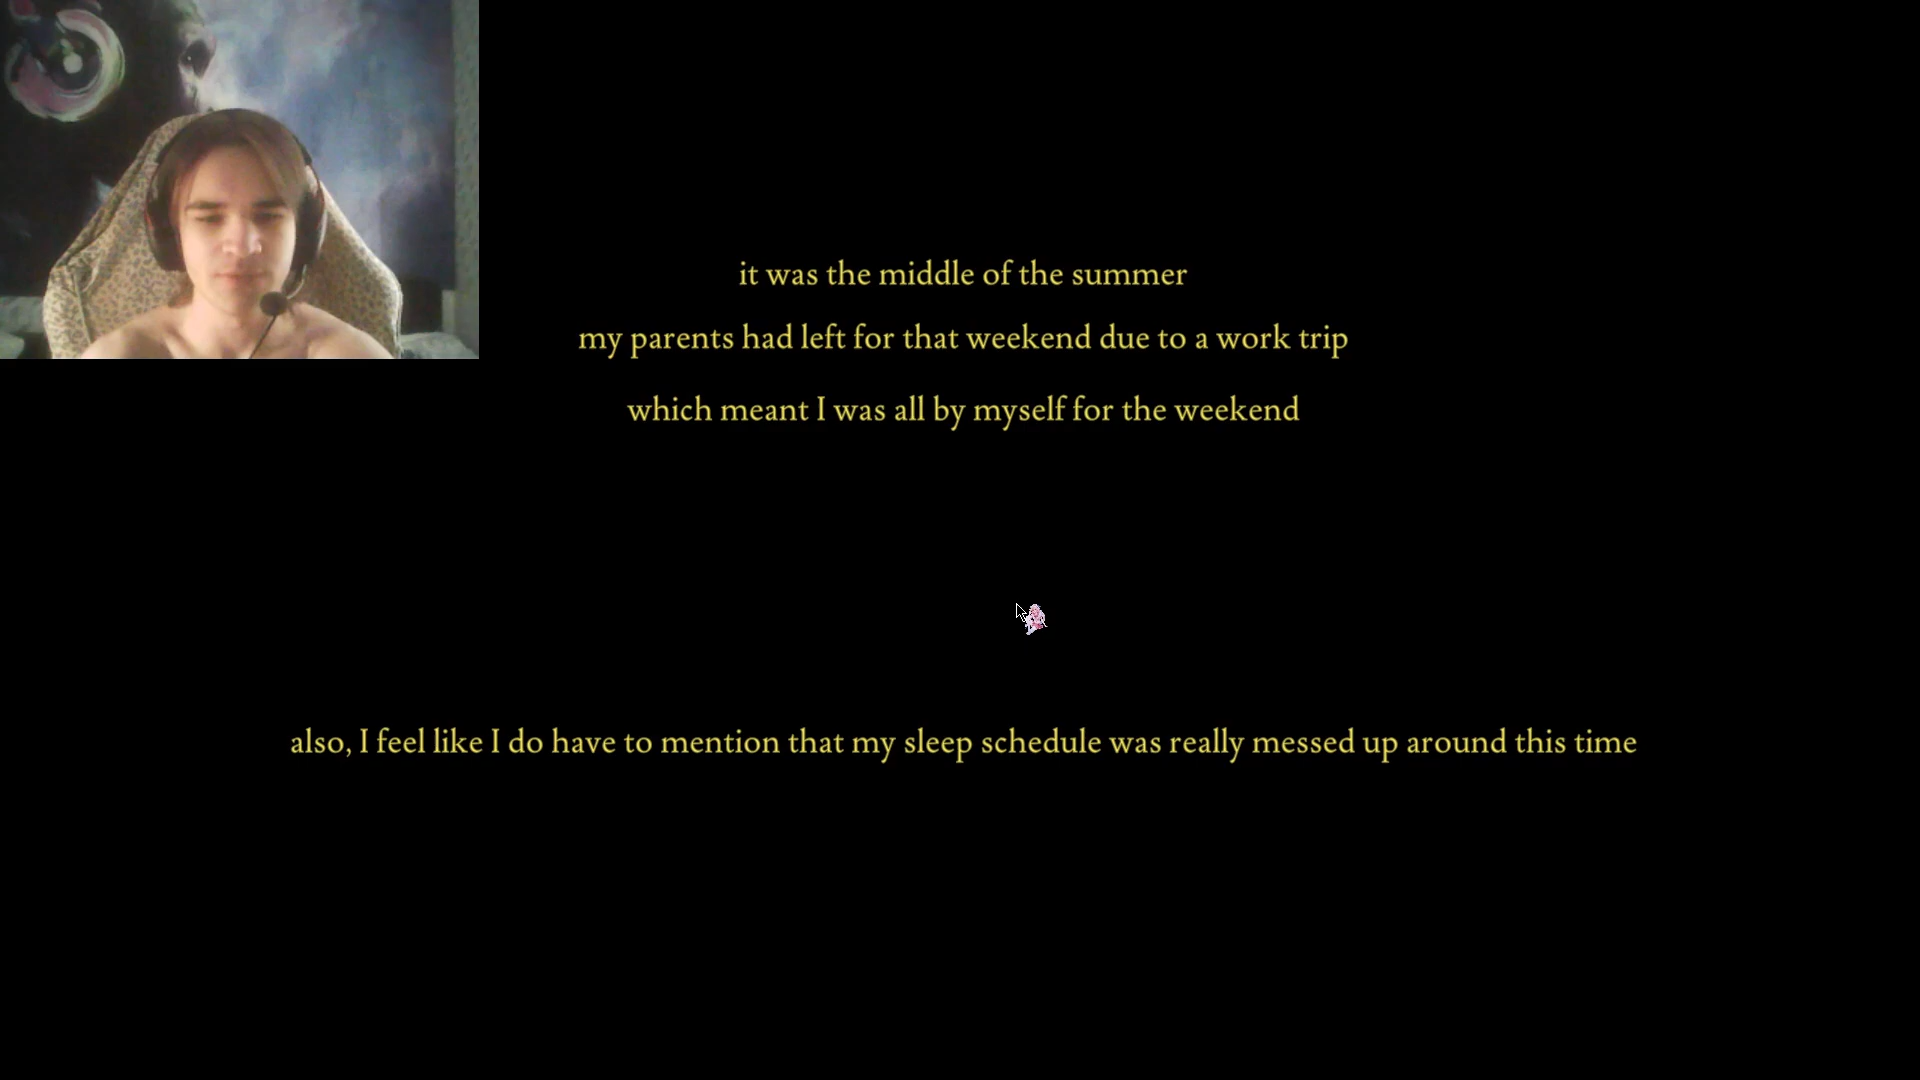 it was the middle of the summer
my parents had left for that weekend due to a work trip
which meant I was all by myself for the weekend
also, I feel like I do have to mention that my sleep schedule was really messed up around this time